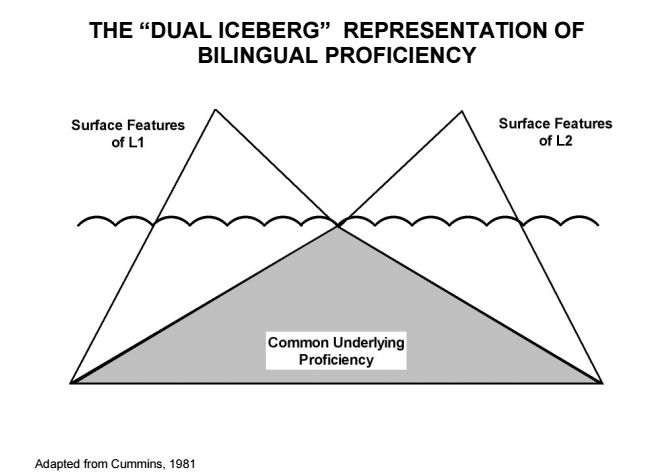 THE “DUAL ICEBERG” REPRESENTATION OF
BILINGUAL PROFICIENCY
Surface Features
of L1
Surface Features
of L2
Common Underlying
Proficiency
Adapted from Cummins, 1981